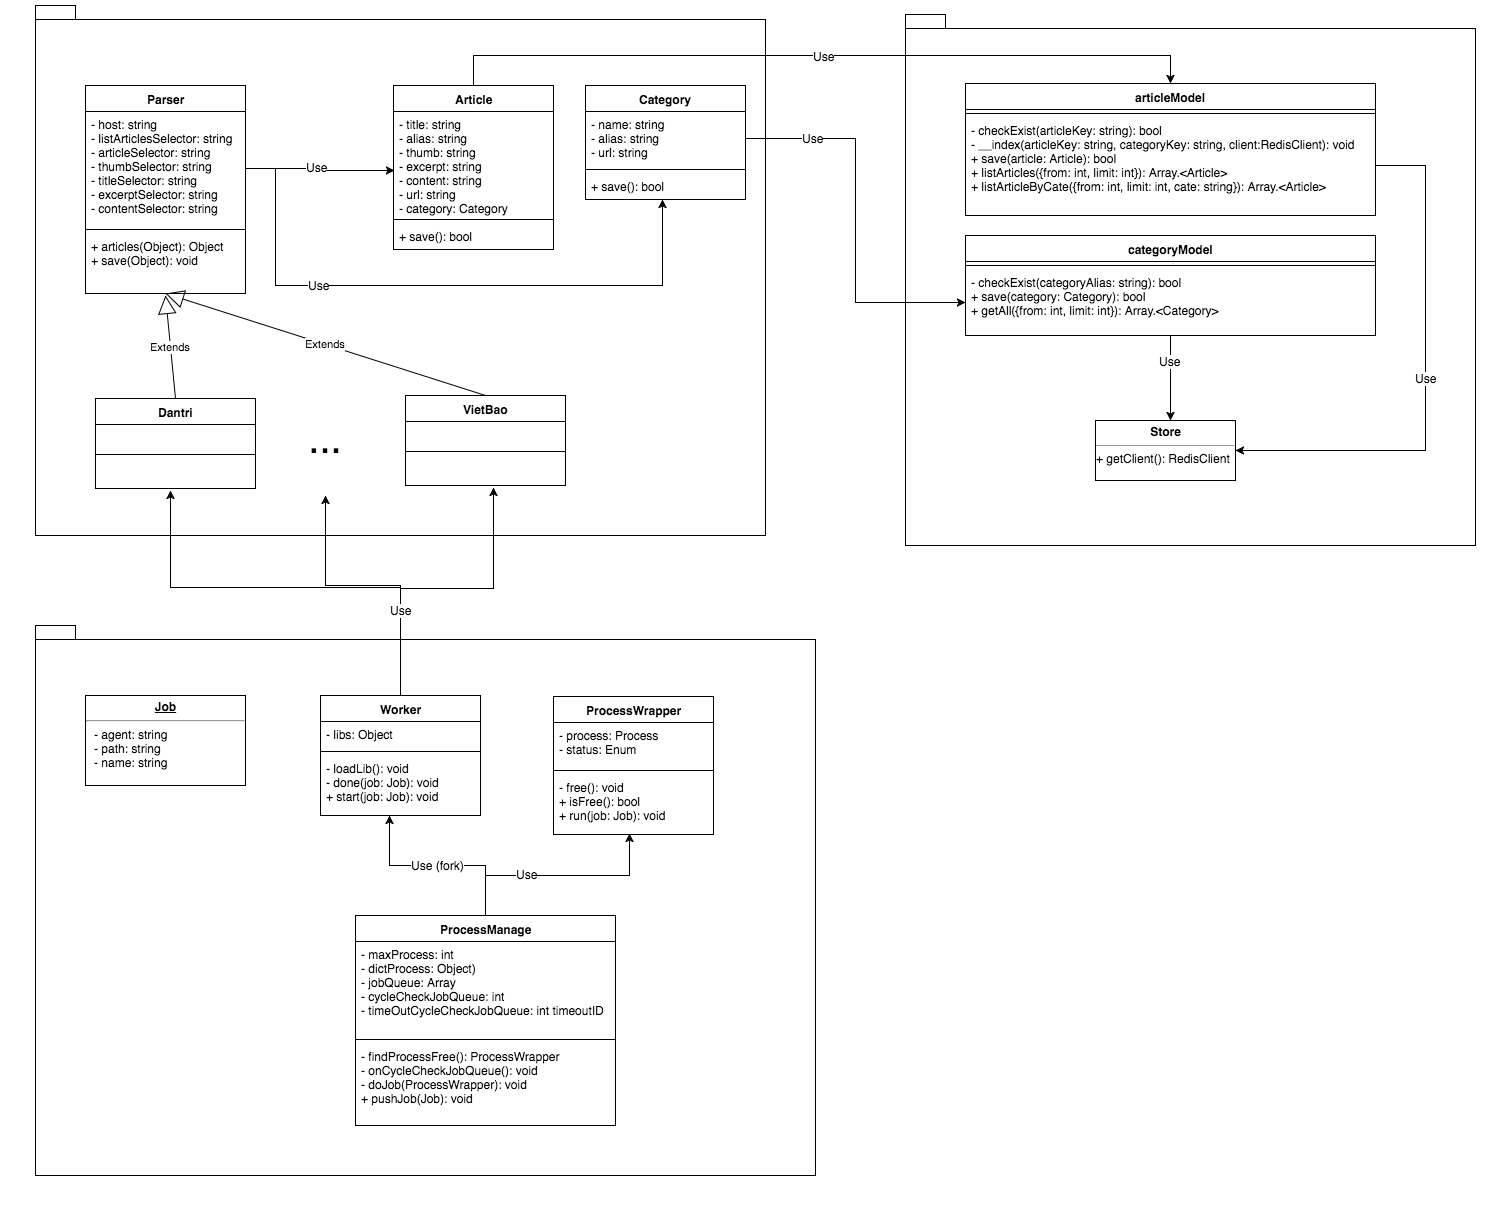 Parser
- host: string
- listArticlesSelector: string
- articleSelector: string
- thumbSelector: string
- titleSelector: string
- excerptSelector: string
- contentSelector: string
+ articles(Object): Object
+ save(Object): void
Use
Use
Article
- title: string
- alias: string
- thumb: string
- excerpt: string
- content: string
- url: string
- category: Category
+ save(): bool
Category
- name: string
- alias: string
- url: string
+ save(): bool
Use
Use
Extends
Extends
Dantri
...
VietBao
articleModel
- checkExist(articleKey: string): bool
- __index(articleKey: string, categoryKey: string, client:RedisClient): void
+ save(article: Article): bool
+ listArticles({from: int, limit: int}): Array.<Article>
+ listArticleByCate({from: int, limit: int, cate: string}): Array.<Article>
categoryModel
- checkExist(categoryAlias: string): bool
+ save(category: Category): bool
+ getAll({from: int, limit: int}): Array.<Category>
Use
Use
Store
+ getClient(): RedisClient
Use
Job
- agent: string
- path: string
- name: string
Worker
- libs: Object
- loadLib(): void
- done(job: Job): void
+ start(job: Job): void
ProcessWrapper
- process: Process
- status: Enum
- free(): void
+ isFree(): bool
+ run(job: Job): void
Use (fork)
Use
ProcessManage
- maxProcess: int
- dictProcess: Object)
- jobQueue: Array
- cycleCheckJobQueue: int
- timeOutCycleCheckJobQueue: int timeoutID
- findProcessFree(): ProcessWrapper
- onCycleCheckJobQueue(): void
- doJob(ProcessWrapper): void
+ pushJob(Job): void